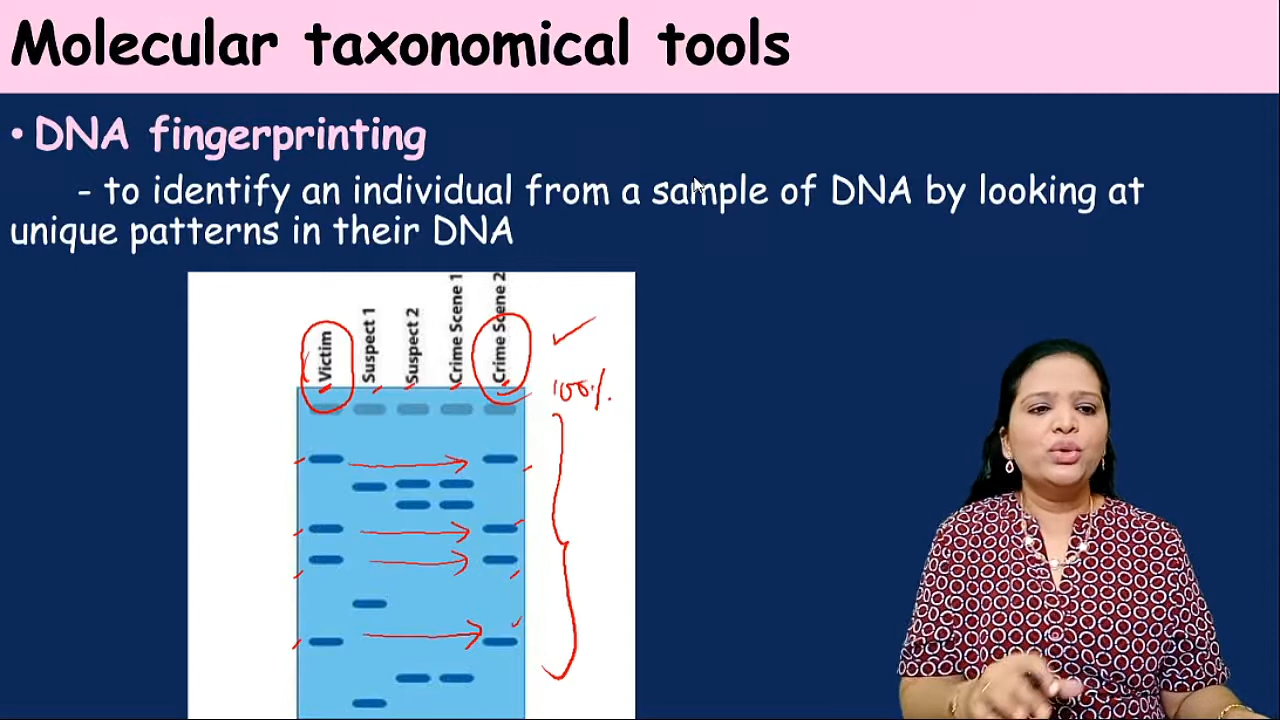 Molecular taxonomical tools
• DNA fingerprinting
- to identify an individual from a sample of DNA by looking at
unique patterns in their DNA
Victim
Suspect 1
Suspect 2
Crime Scene 1
Crime Scene 2
100%